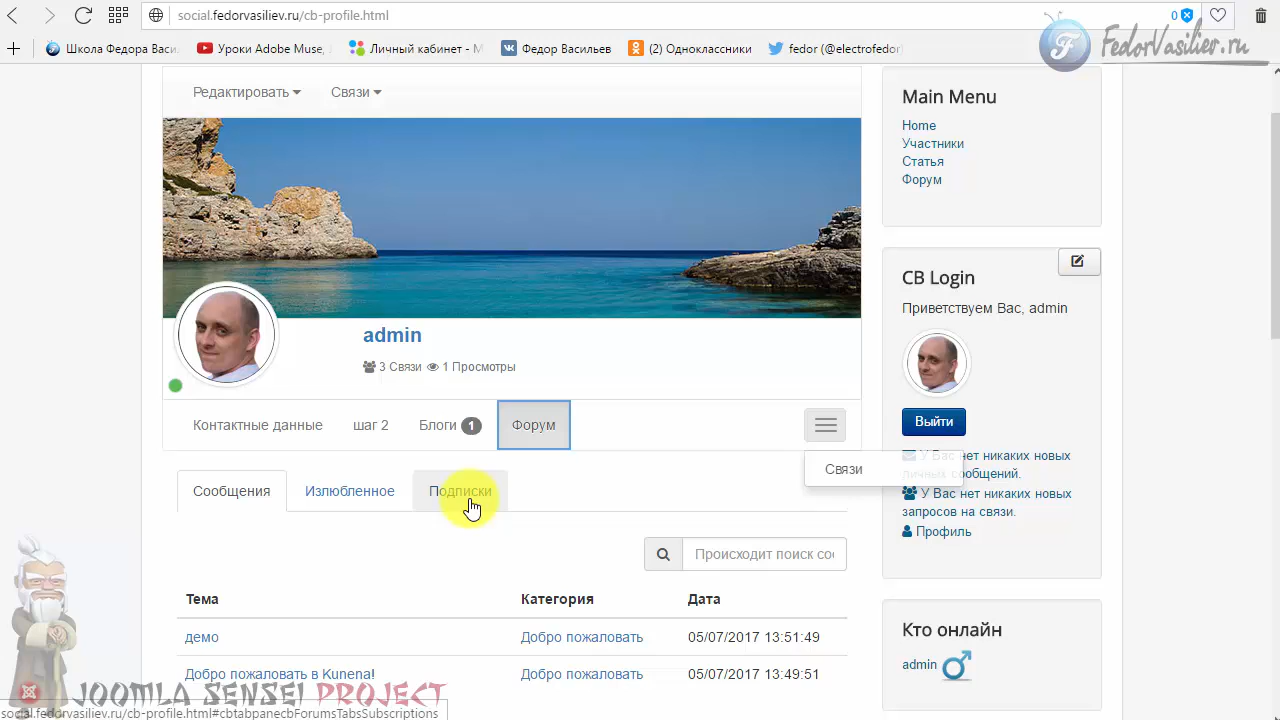 social.fedorvasiliev.ru/cb-profile.html
0
Школа Федора Васи
Уроки Adobe Muse,
Личный кабинет - М
Федор Васильев
(2) Одноклассники
fedor (@electrofedor)
FedorVasiliev.ru
Редактировать
Связи
admin
3 Связи
1 Просмотры
Контактные данные
шаг 2
Блоги 1
Форум
Связи
Сообщения
Излюбленное
Подписки
Происходит поиск соо
Тема
Категория
Дата
демо
Добро пожаловать
05/07/2017 13:51:49
Добро пожаловать в Kunena!
Добро пожаловать
05/07/2017 13:49:51
Main Menu
Home
Участники
Статья
Форум
CB Login
Приветствуем Вас, admin
Выйти
У Вас нет никаких новых
личных сообщений.
У Вас нет никаких новых
запросов на связи.
Профиль
Кто онлайн
admin
JOOMLA SENSEI PROJECT
social.fedorvasiliev.ru/cb-profile.html#cbtabpanecbForumsTabsSubscriptions